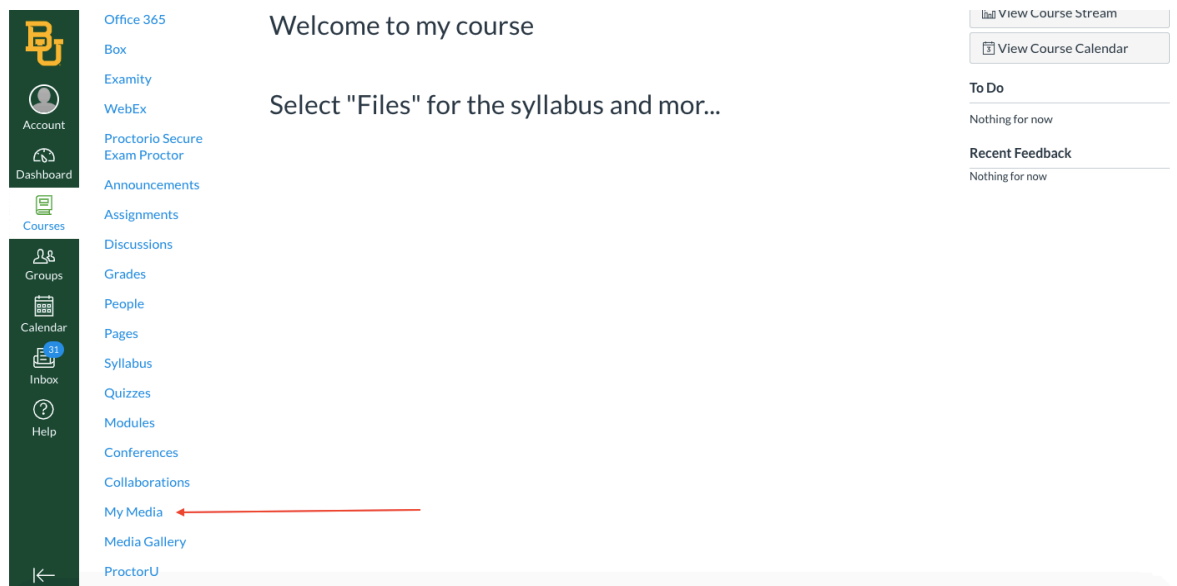 BU
Account
Dashboard
Courses
Groups
Calendar
31
Inbox
Help
Office 365
Box
Examity
WebEx
Proctorio Secure
Exam Proctor
Announcements
Assignments
Discussions
Grades
People
Pages
Syllabus
Quizzes
Modules
Conferences
Collaborations
My Media
Media Gallery
ProctorU
Welcome to my course
Select "Files" for the syllabus and mor...
View Course Stream
View Course Calendar
To Do
Nothing for now
Recent Feedback
Nothing for now